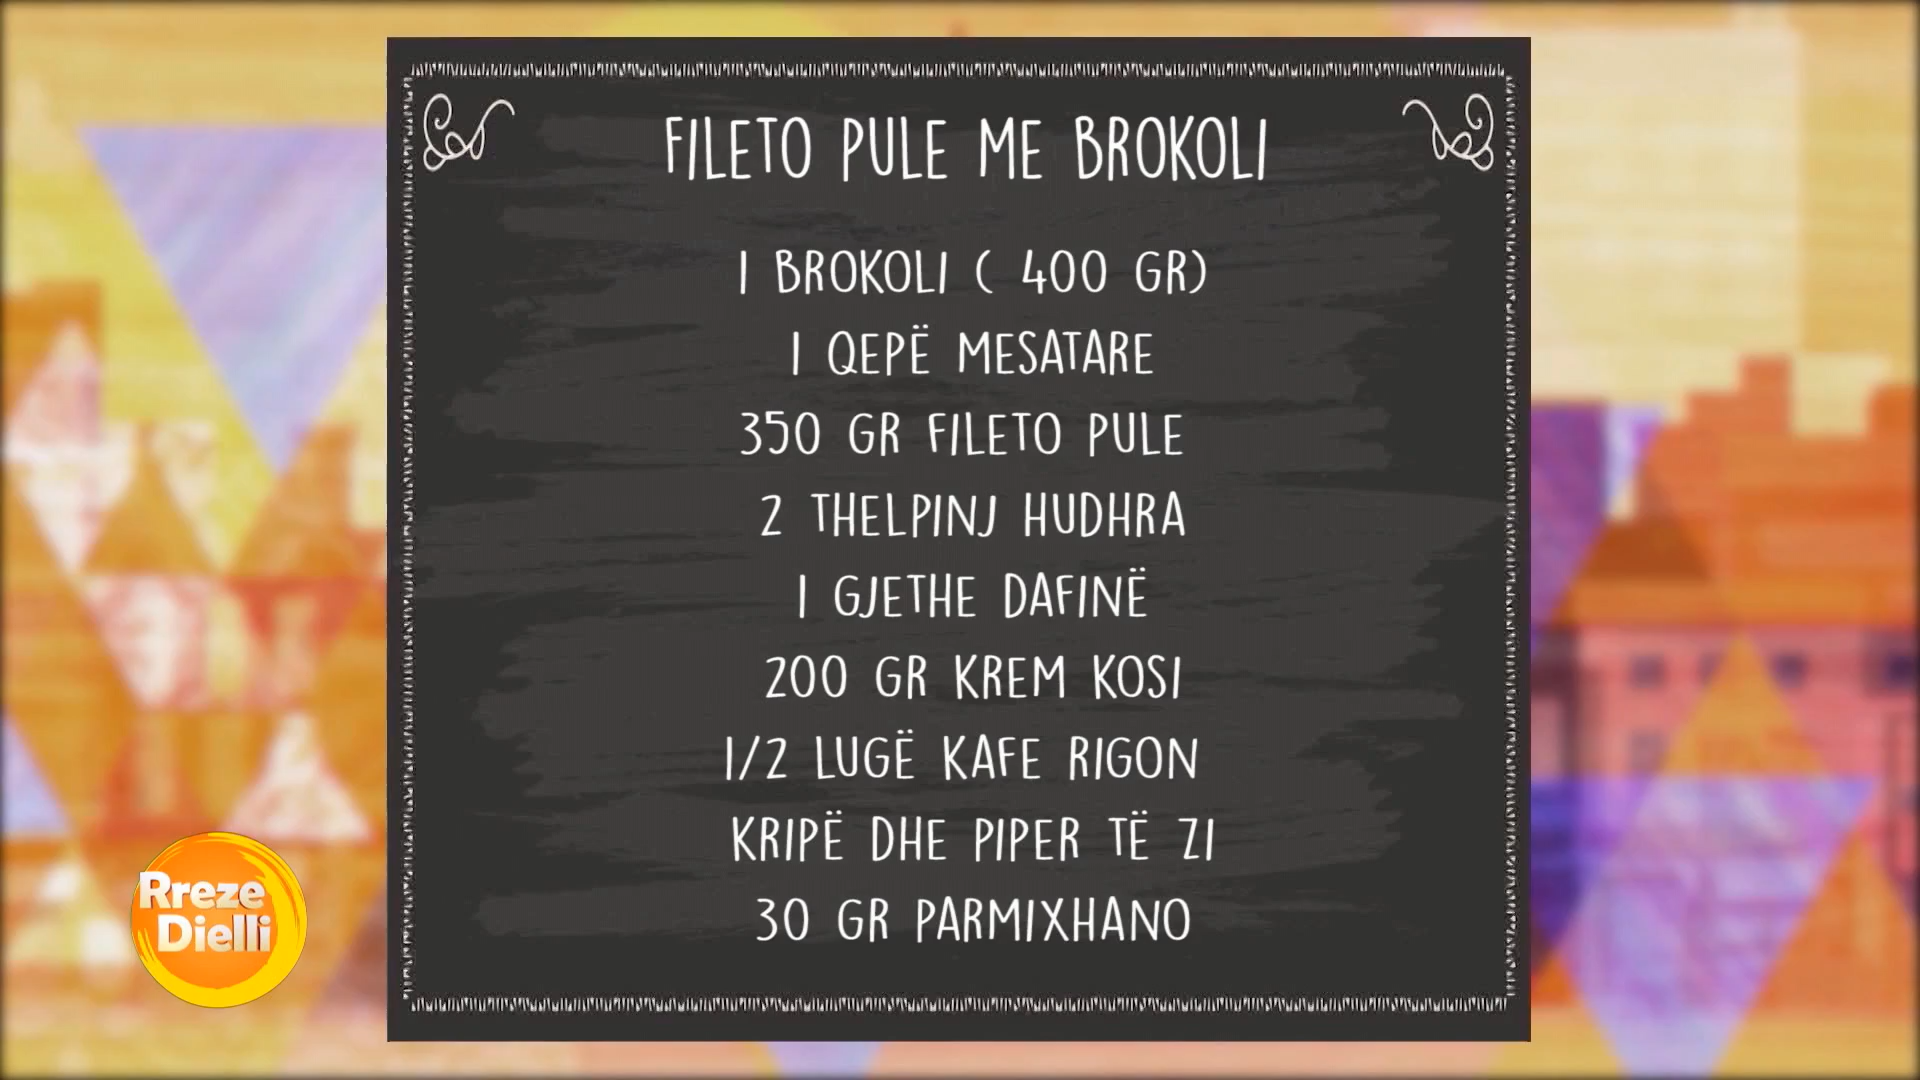 FILETO PULE ME BROKOLI
1 BROKOLI ( 400 GR)
1 QEPË MESATARE
350 GR FILETO PULE
2 THELPINJ HUDHRA
1 GJETHE DAFINË
200 GR KREM KOSI
1/2 LUGË KAFE RIGON
KRIPË DHE PIPER TË ZI
30 GR PARMIXHANO
Rreze
Dielli